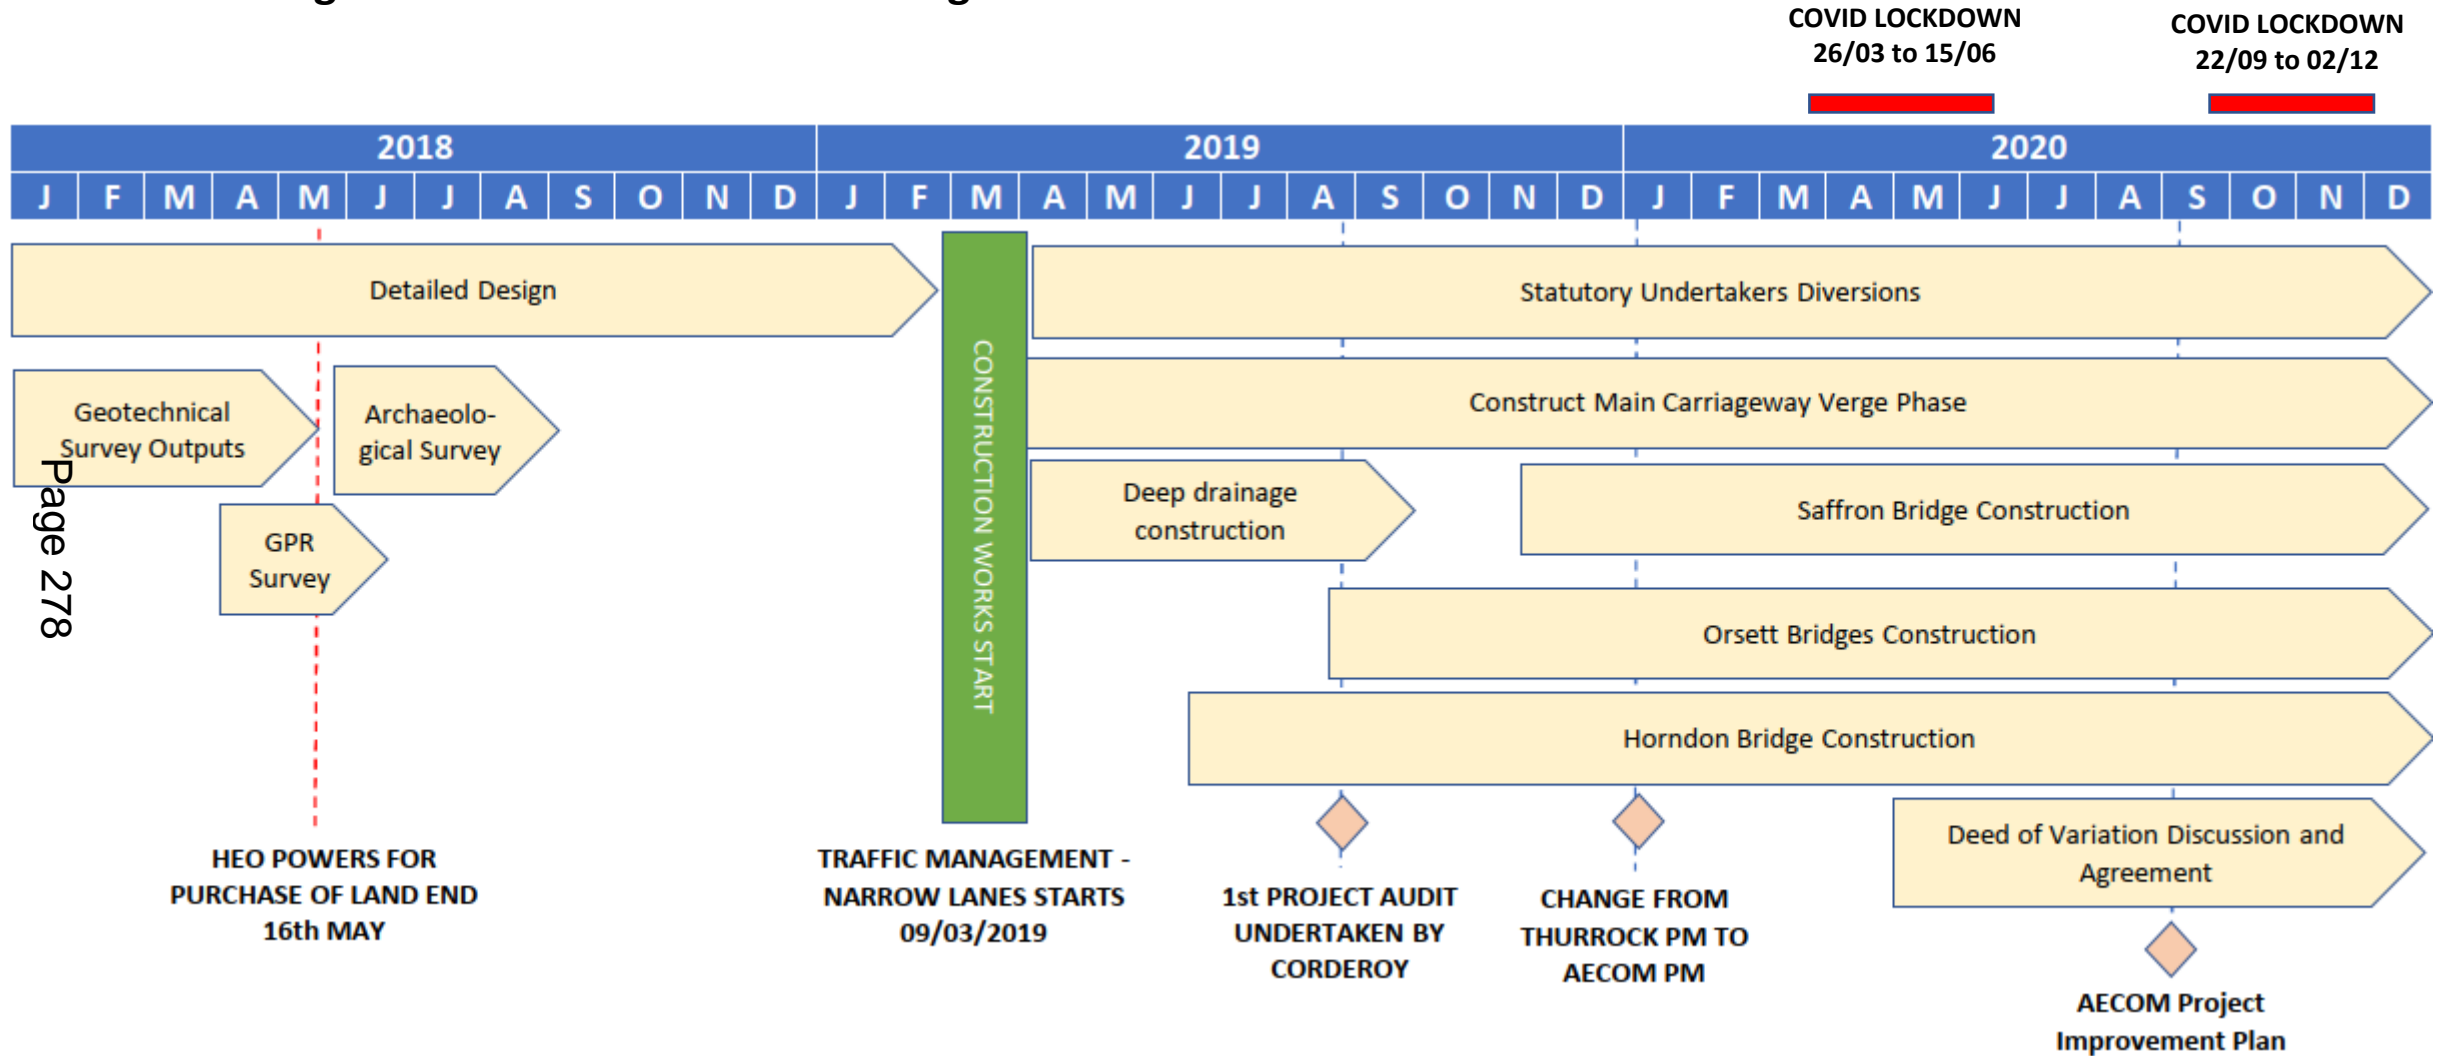 COVID LOCKDOWN
26/03 to 15/06
COVID LOCKDOWN
22/09 to 02/12
2018
2019
2020
J F M A M J J A S O N D J F M A M J J A S O N D J F M A M J J A S O N D
Detailed Design
Statutory Undertakers Diversions
Geotechnical
Survey Outputs
Archaeolo-
gical Survey
Construct Main Carriageway Verge Phase
GPR
Survey
CONSTRUCTION WORKS START
Deep drainage
construction
Saffron Bridge Construction
Orsett Bridges Construction
Horndon Bridge Construction
Deed of Variation Discussion and
Agreement
HEO POWERS FOR
PURCHASE OF LAND END
16th MAY
TRAFFIC MANAGEMENT -
NARROW LANES STARTS
09/03/2019
1st PROJECT AUDIT
UNDERTAKEN BY
CORDEROY
CHANGE FROM
THURROCK PM TO
AECOM PM
AECOM Project
Improvement Plan
Page 278